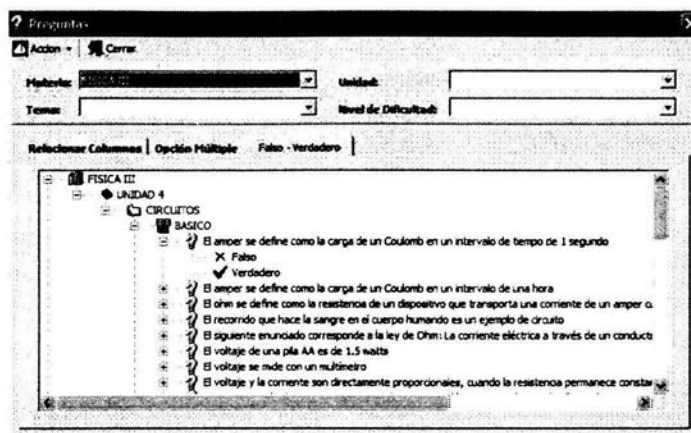 ? Preguntas
Accion Cerrar
Materia: Unidad:
Tema: Nivel de Dificultad:
Relacionar Columnas Opción Múltiple Falso - Verdadero
FISICA III
UNIDAD 4
CIRCUITOS
BASICO
El amper se define como la carga de un Coulomb en un intervalo de tiempo de 1 segundo
Falso
Verdadero
El amper se define como la carga de un Coulomb en un intervalo de una hora
El ohm se define como la resistencia de un dispositivo que transporta una corriente de un amper c
El recorrido que hace la sangre en el cuerpo humando es un ejemplo de circuito
El siguiente enunciado corresponde a la ley de Ohm: La corriente eléctrica a través de un conducto
El voltaje de una pila AA es de 1.5 watts
El voltaje se mide con un multimetro
El voltaje y la corriente son directamente proporcionales, cuando la resistencia permanece constan